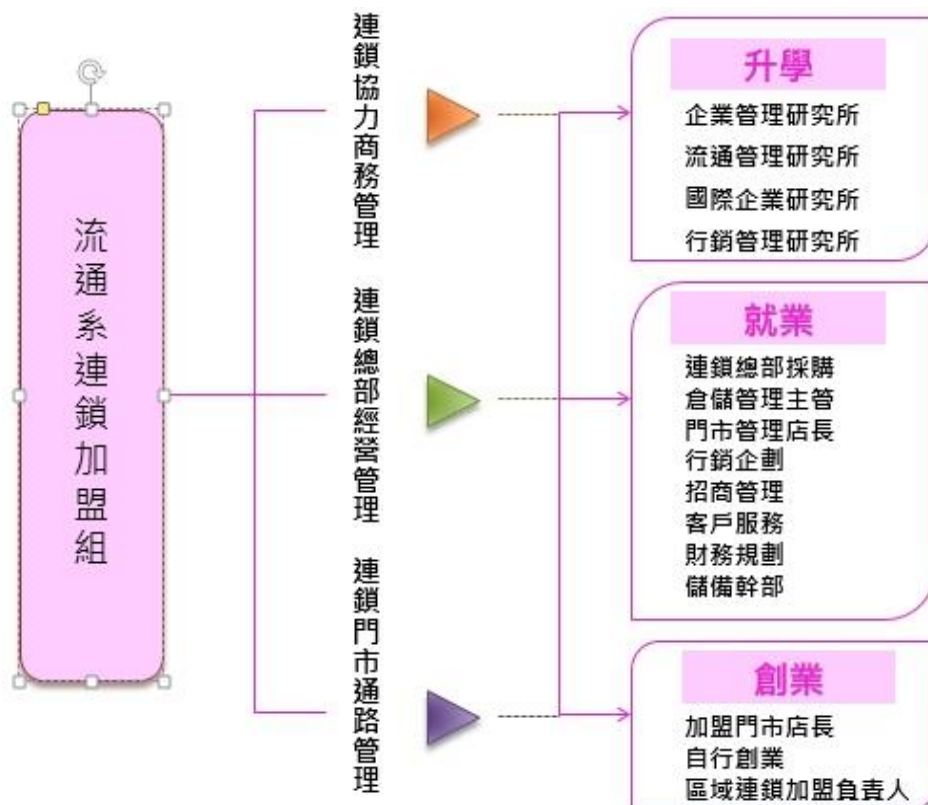 流通系連鎖加盟組
連鎖協力商務管理
連鎖總部經營管理
連鎖門市通路管理
升學
企業管理研究所
流通管理研究所
國際企業研究所
行銷管理研究所
就業
連鎖總部採購
倉儲管理主管
門市管理店長
行銷企劃
招商管理
客戶服務
財務規劃
儲備幹部
創業
加盟門市店長
自行創業
區域連鎖加盟負責人